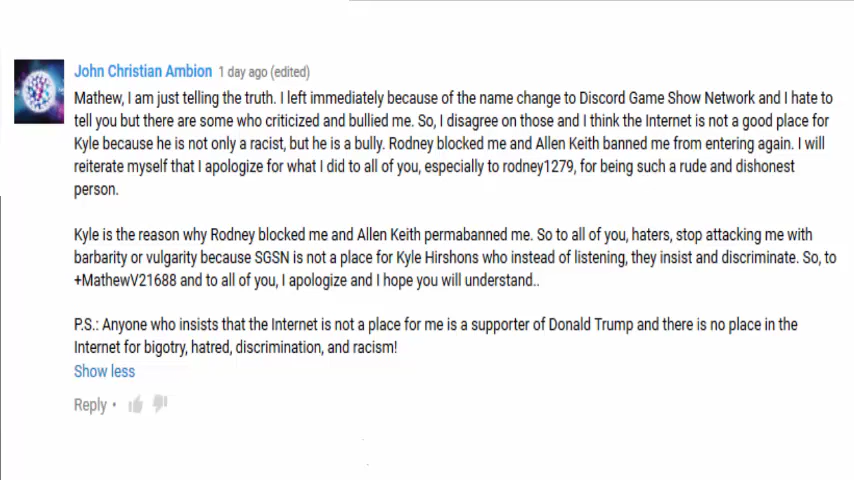 John Christian Ambion 1 day ago (edited)
Mathew, I am just telling the truth. I left immediately because of the name change to Discord Game Show Network and I hate to
tell you but there are some who criticized and bullied me. So, I disagree on those and I think the Internet is not a good place for
Kyle because he is not only a racist, but he is a bully. Rodney blocked me and Allen Keith banned me from entering again. I will
reiterate myself that I apologize for what I did to all of you, especially to rodney1279, for being such a rude and dishonest
person.
Kyle is the reason why Rodney blocked me and Allen Keith permabanned me. So to all of you, haters, stop attacking me with
barbarity or vulgarity because SGSN is not a place for Kyle Hirshons who instead of listening, they insist and discriminate. So, to
+MathewV21688 and to all of you, I apologize and I hope you will understand..
P.S.: Anyone who insists that the Internet is not a place for me is a supporter of Donald Trump and there is no place in the
Internet for bigotry, hatred, discrimination, and racism!
Show less
Reply •